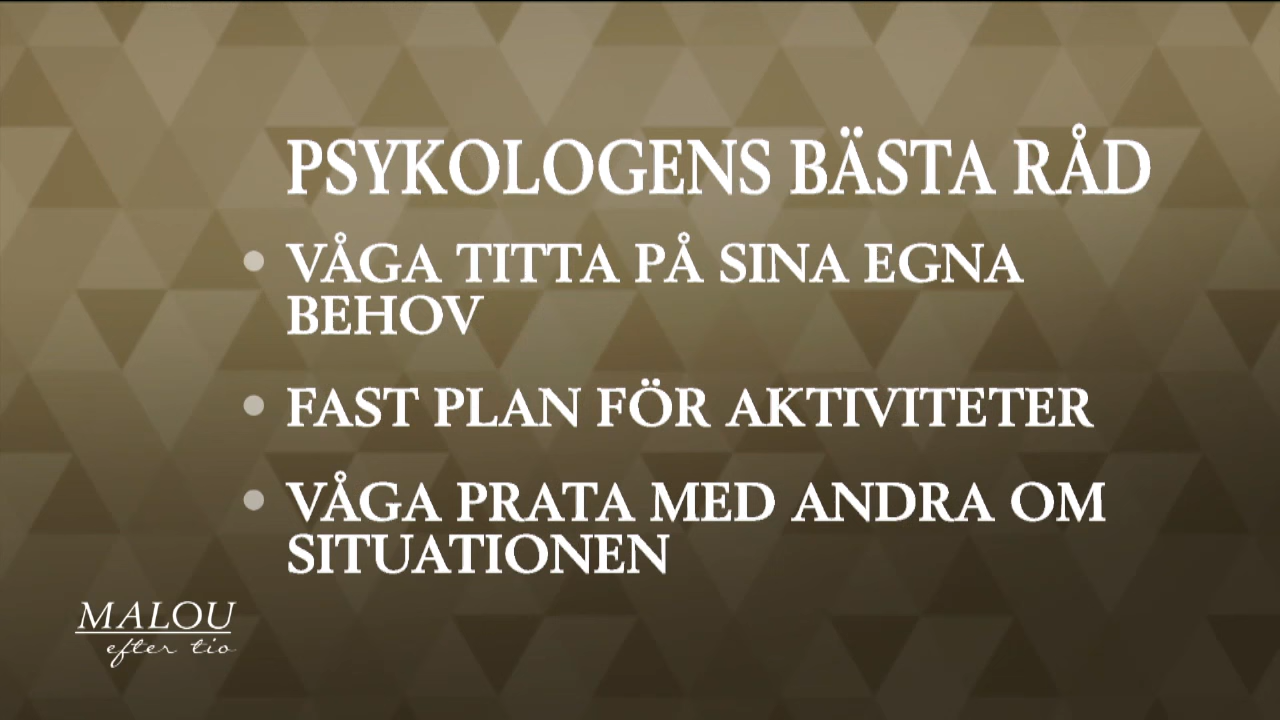 PSYKOLOGENS BÄSTA RÅD
• VÅGA TITTA PÅ SINA EGNA
BEHOV
• FAST PLAN FÖR AKTIVITETER
• VÅGA PRATA MED ANDRA OM
SITUATIONEN
MALOU
efter tio